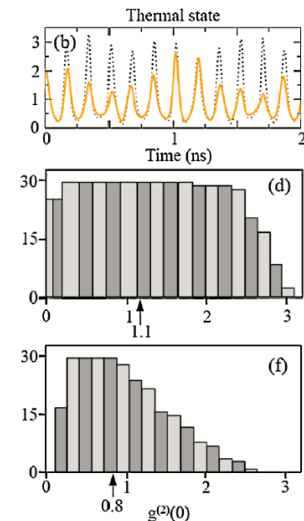 Thermal state
(b)
3
2
1
0
0 1 2
Time (ns)
(d)
30
15
0
0 1 2 3
1.1
(f)
30
15
0
0 1 2 3
0.8
g(2)(0)